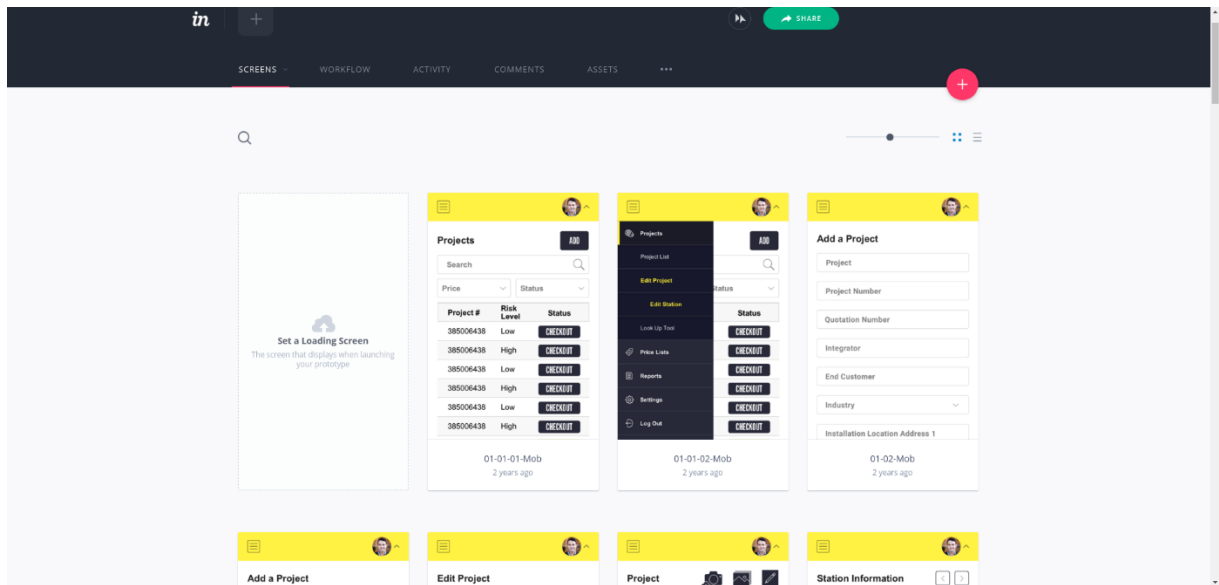 in
SHARE
SCREENS WORKFLOW ACTIVITY COMMENTS ASSETS
Set a Loading Screen
The screen that displays when launching
your prototype
Projects ADD
Search
Price Status
Project # Risk Level Status
385006438 Low CHECKOUT
385006438 High CHECKOUT
385006438 Low CHECKOUT
385006438 High CHECKOUT
385006438 Low CHECKOUT
385006438 High CHECKOUT
01-01-01-Mob
2 years ago
Projects
ADD
Project List
Edit Project
Status
Edit Station
Status
Look Up Tool
CHECKOUT
Price Lists
CHECKOUT
Reports
CHECKOUT
CHECKOUT
Settings
CHECKOUT
Log Out
CHECKOUT
01-01-02-Mob
2 years ago
Add a Project
Project
Project Number
Quotation Number
Integrator
End Customer
Industry
Installation Location Address 1
01-02-Mob
2 years ago
Add a Project
Edit Project
Project
Station Information